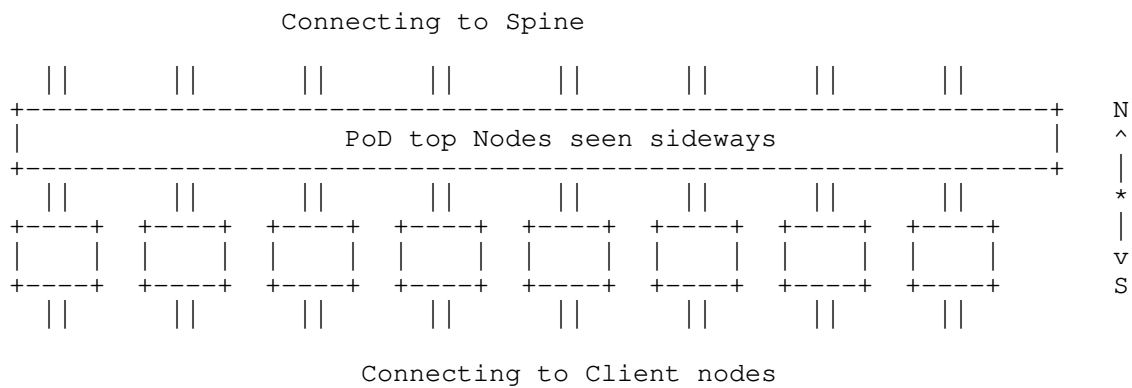 Connecting to Spine
N
PoD top Nodes seen sideways
S
Connecting to Client nodes